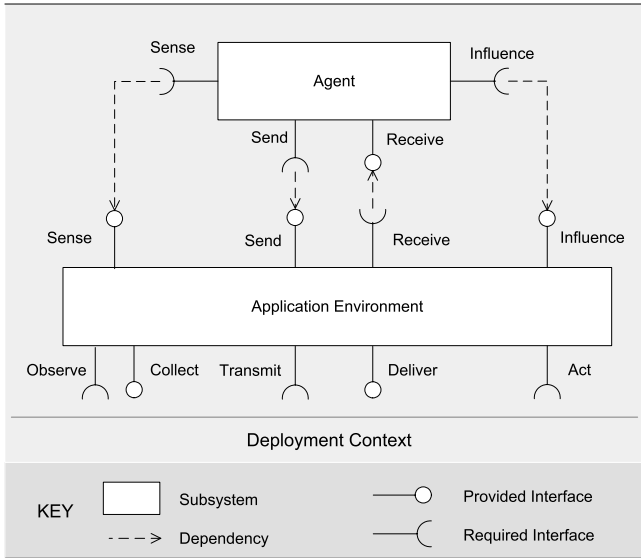 Sense
Influence
Agent
Send
Receive
Sense
Send
Receive
Influence
Application Environment
Observe
Collect
Transmit
Deliver
Act
Deployment Context
KEY
Subsystem
Provided Interface
Dependency
Required Interface